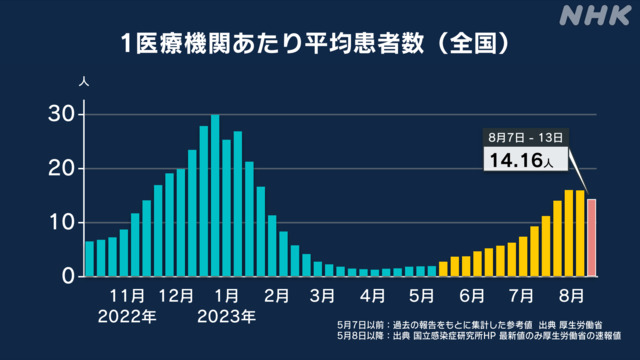 NHK
1医療機関あたり平均患者数（全国）
人
30
20
10
0
8月7日 - 13日
14.16人
11月 12月 1月 2月 3月 4月 5月 6月 7月 8月
2022年 2023年
5月7日以前：過去の報告をもとに集計した参考値 出典 厚生労働省
5月8日以降：出典 国立感染症研究所HP 最新値のみ厚生労働省の速報値